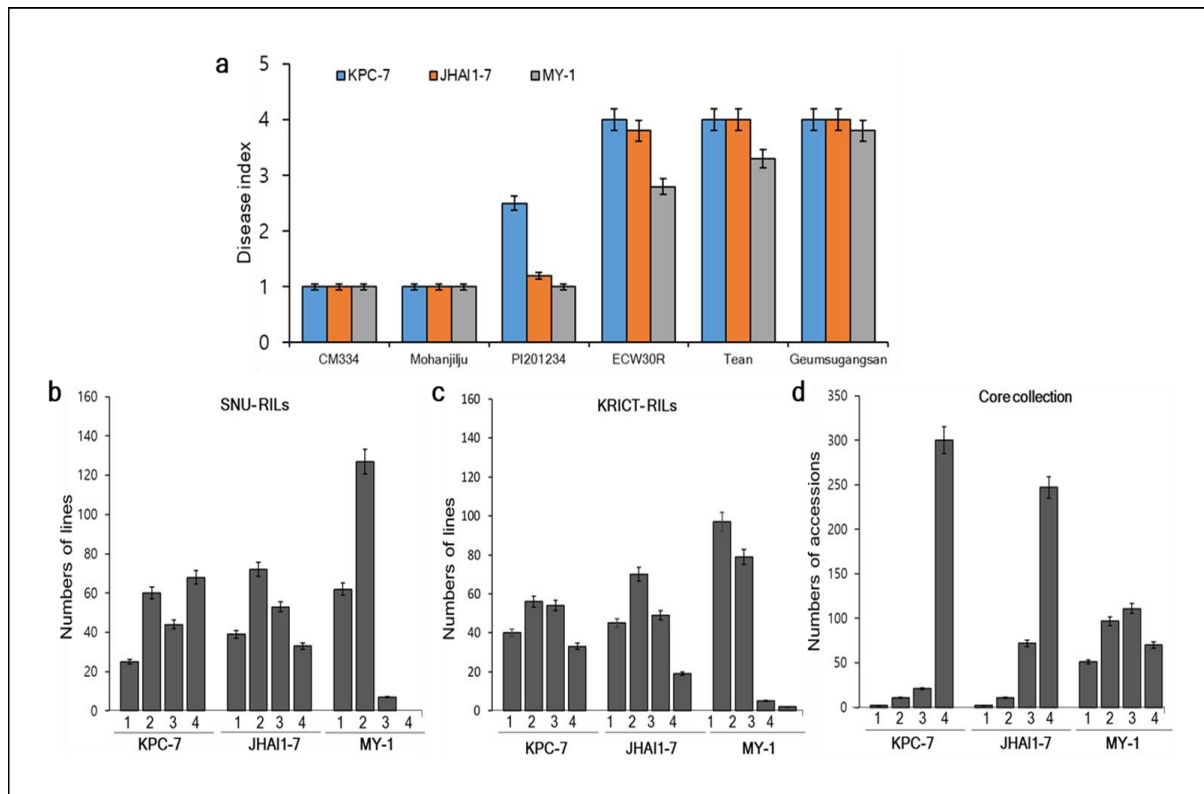 a
KPC-7 JHAI1-7 MY-1
Disease index
5
4
3
2
1
0
CM334 Mohanjilju PI201234 ECW30R Tean Geumsugangsan
b
SNU-RILs
Numbers of lines
160
140
120
100
80
60
40
20
0
1 2 3 4 1 2 3 4 1 2 3 4
KPC-7 JHAI1-7 MY-1
c
KRICT-RILs
Numbers of lines
160
140
120
100
80
60
40
20
0
1 2 3 4 1 2 3 4 1 2 3 4
KPC-7 JHAI1-7 MY-1
d
Core collection
Numbers of accessions
350
300
250
200
150
100
50
0
1 2 3 4 1 2 3 4 1 2 3 4
KPC-7 JHAI1-7 MY-1